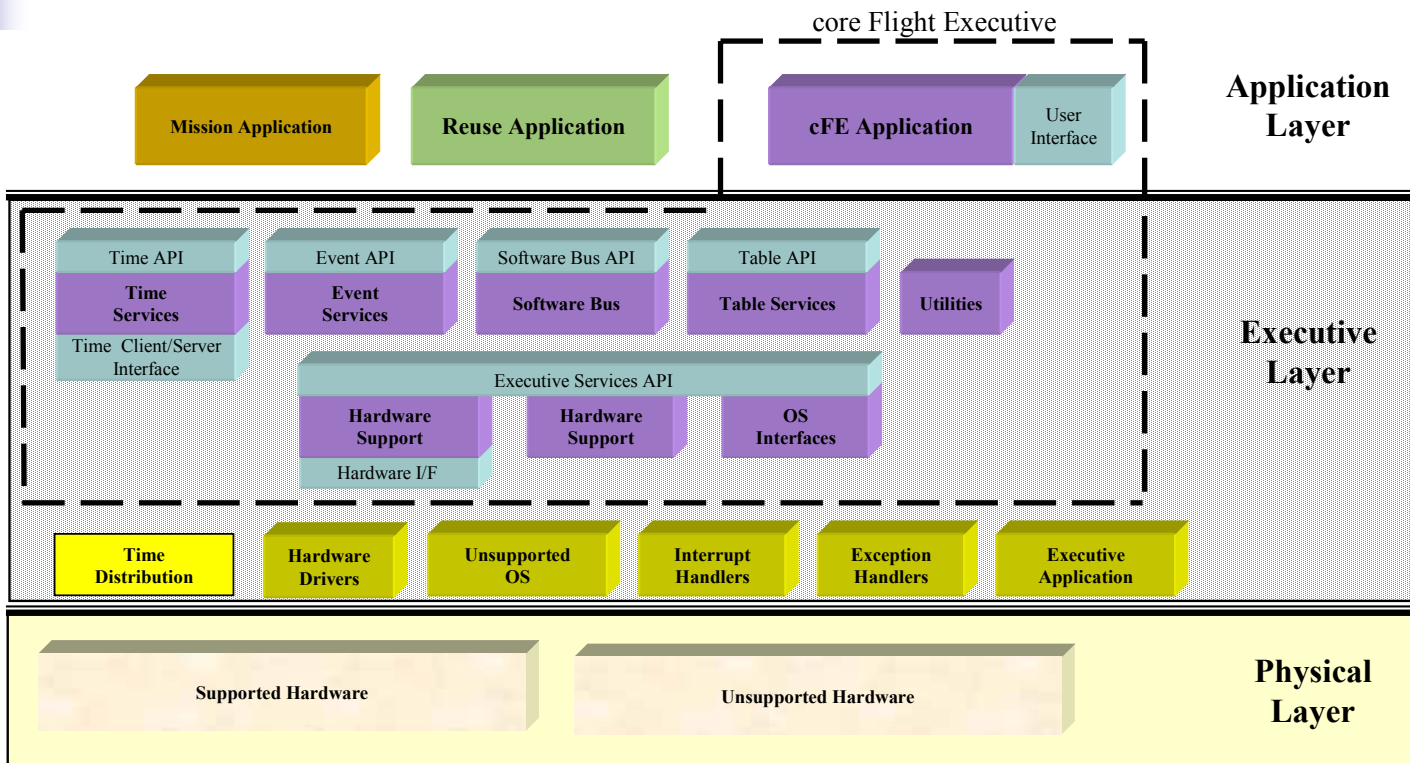 core Flight Executive
Mission Application
Reuse Application
cFE Application
User
Interface
Application
Layer
Time API
Event API
Software Bus API
Table API
Time
Services
Event
Services
Software Bus
Table Services
Utilities
Time Client/Server
Interface
Executive
Layer
Executive Services API
Hardware
Support
Hardware
Support
OS
Interfaces
Hardware I/F
Time
Distribution
Hardware
Drivers
Unsupported
OS
Interrupt
Handlers
Exception
Handlers
Executive
Application
Supported Hardware
Unsupported Hardware
Physical
Layer